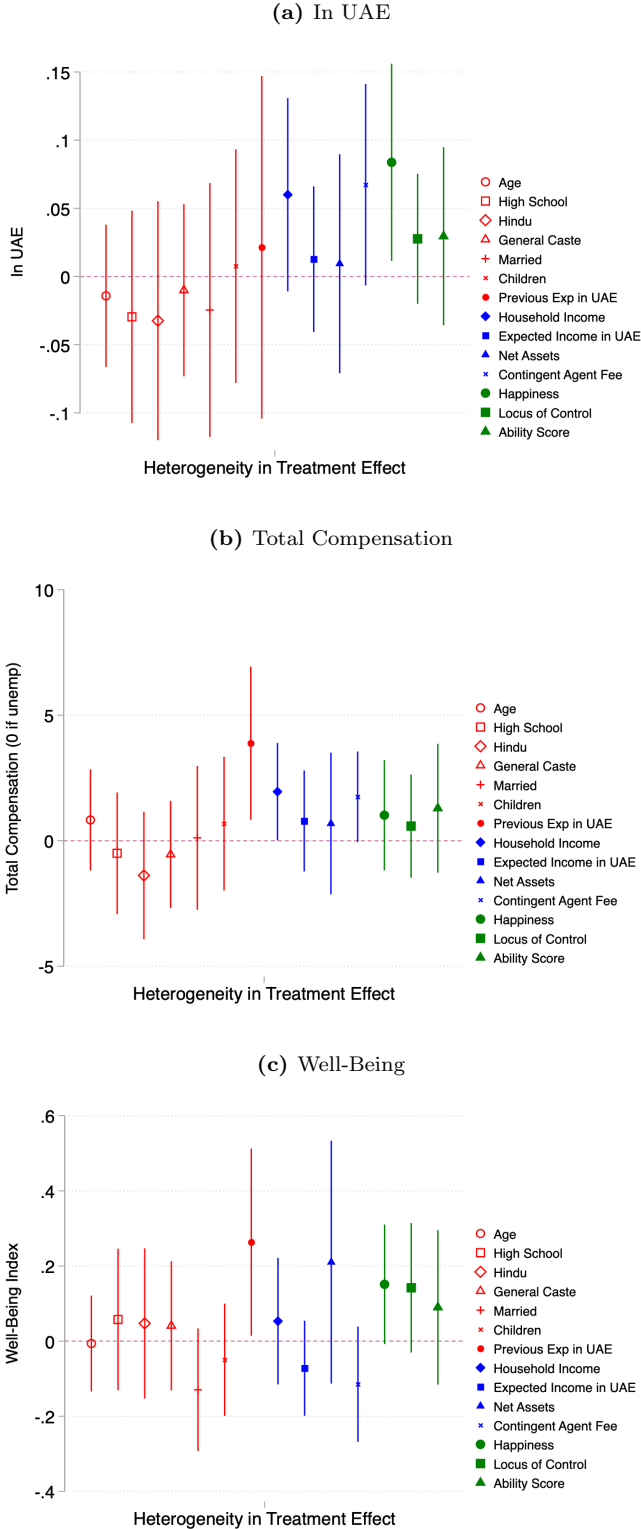 (a) In UAE
.15
.1
.05
0
-.05
-.1
In UAE
Heterogeneity in Treatment Effect
Age
High School
Hindu
General Caste
Married
Children
Previous Exp in UAE
Household Income
Expected Income in UAE
Net Assets
Contingent Agent Fee
Happiness
Locus of Control
Ability Score
(b) Total Compensation
10
5
0
-5
Total Compensation (0 if unemp)
Heterogeneity in Treatment Effect
Age
High School
Hindu
General Caste
Married
Children
Previous Exp in UAE
Household Income
Expected Income in UAE
Net Assets
Contingent Agent Fee
Happiness
Locus of Control
Ability Score
(c) Well-Being
.6
.4
.2
0
-.2
-.4
Well-Being Index
Heterogeneity in Treatment Effect
Age
High School
Hindu
General Caste
Married
Children
Previous Exp in UAE
Household Income
Expected Income in UAE
Net Assets
Contingent Agent Fee
Happiness
Locus of Control
Ability Score